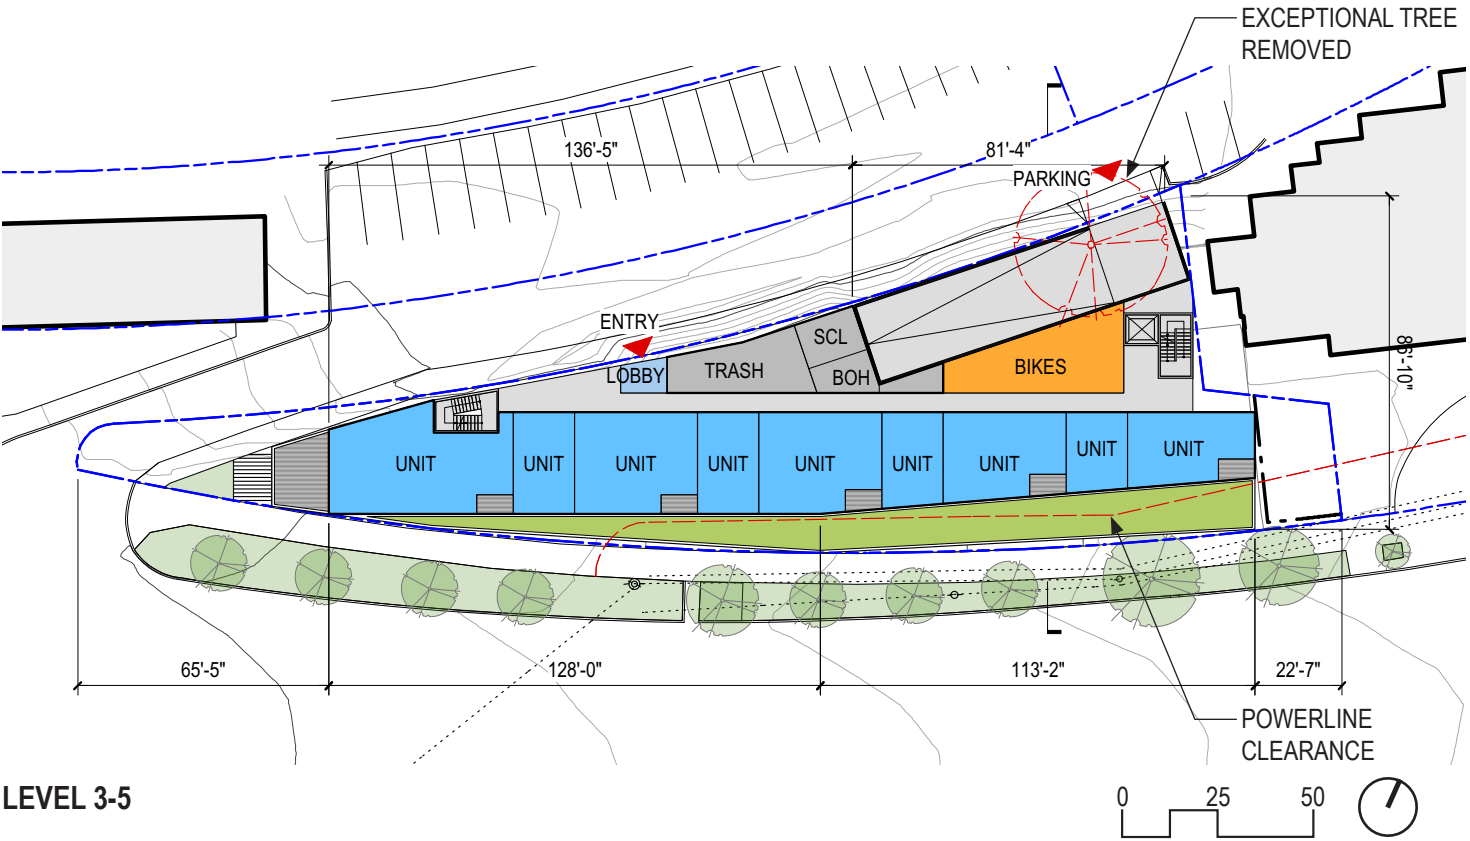 EXCEPTIONAL TREE
REMOVED
136'-5"
81'-4"
PARKING
ENTRY
SCL
LOBBY
TRASH
BOH
BIKES
86'-10"
UNIT
UNIT
UNIT
UNIT
UNIT
UNIT
UNIT
UNIT
UNIT
65'-5"
128'-0"
113'-2"
22'-7"
POWERLINE
CLEARANCE
LEVEL 3-5
0 25 50